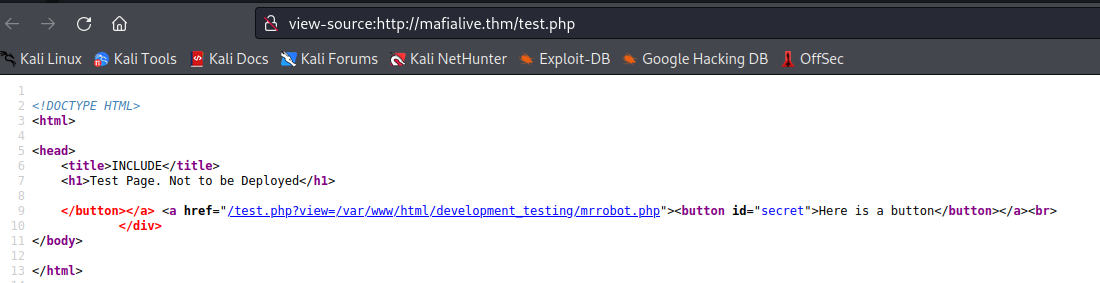 view-source:http://mafialive.thm/test.php
Kali Linux Kali Tools Kali Docs Kali Forums Kali NetHunter Exploit-DB Google Hacking DB OffSec
1
2 <!DOCTYPE HTML>
3 <html>
4
5 <head>
6 <title>INCLUDE</title>
7 <h1>Test Page. Not to be Deployed</h1>
8
9 </button></a> <a href="/test.php?view=/var/www/html/development_testing/mrrobot.php"><button id="secret">Here is a button</button></a><br>
10 </div>
11 </body>
12
13 </html>